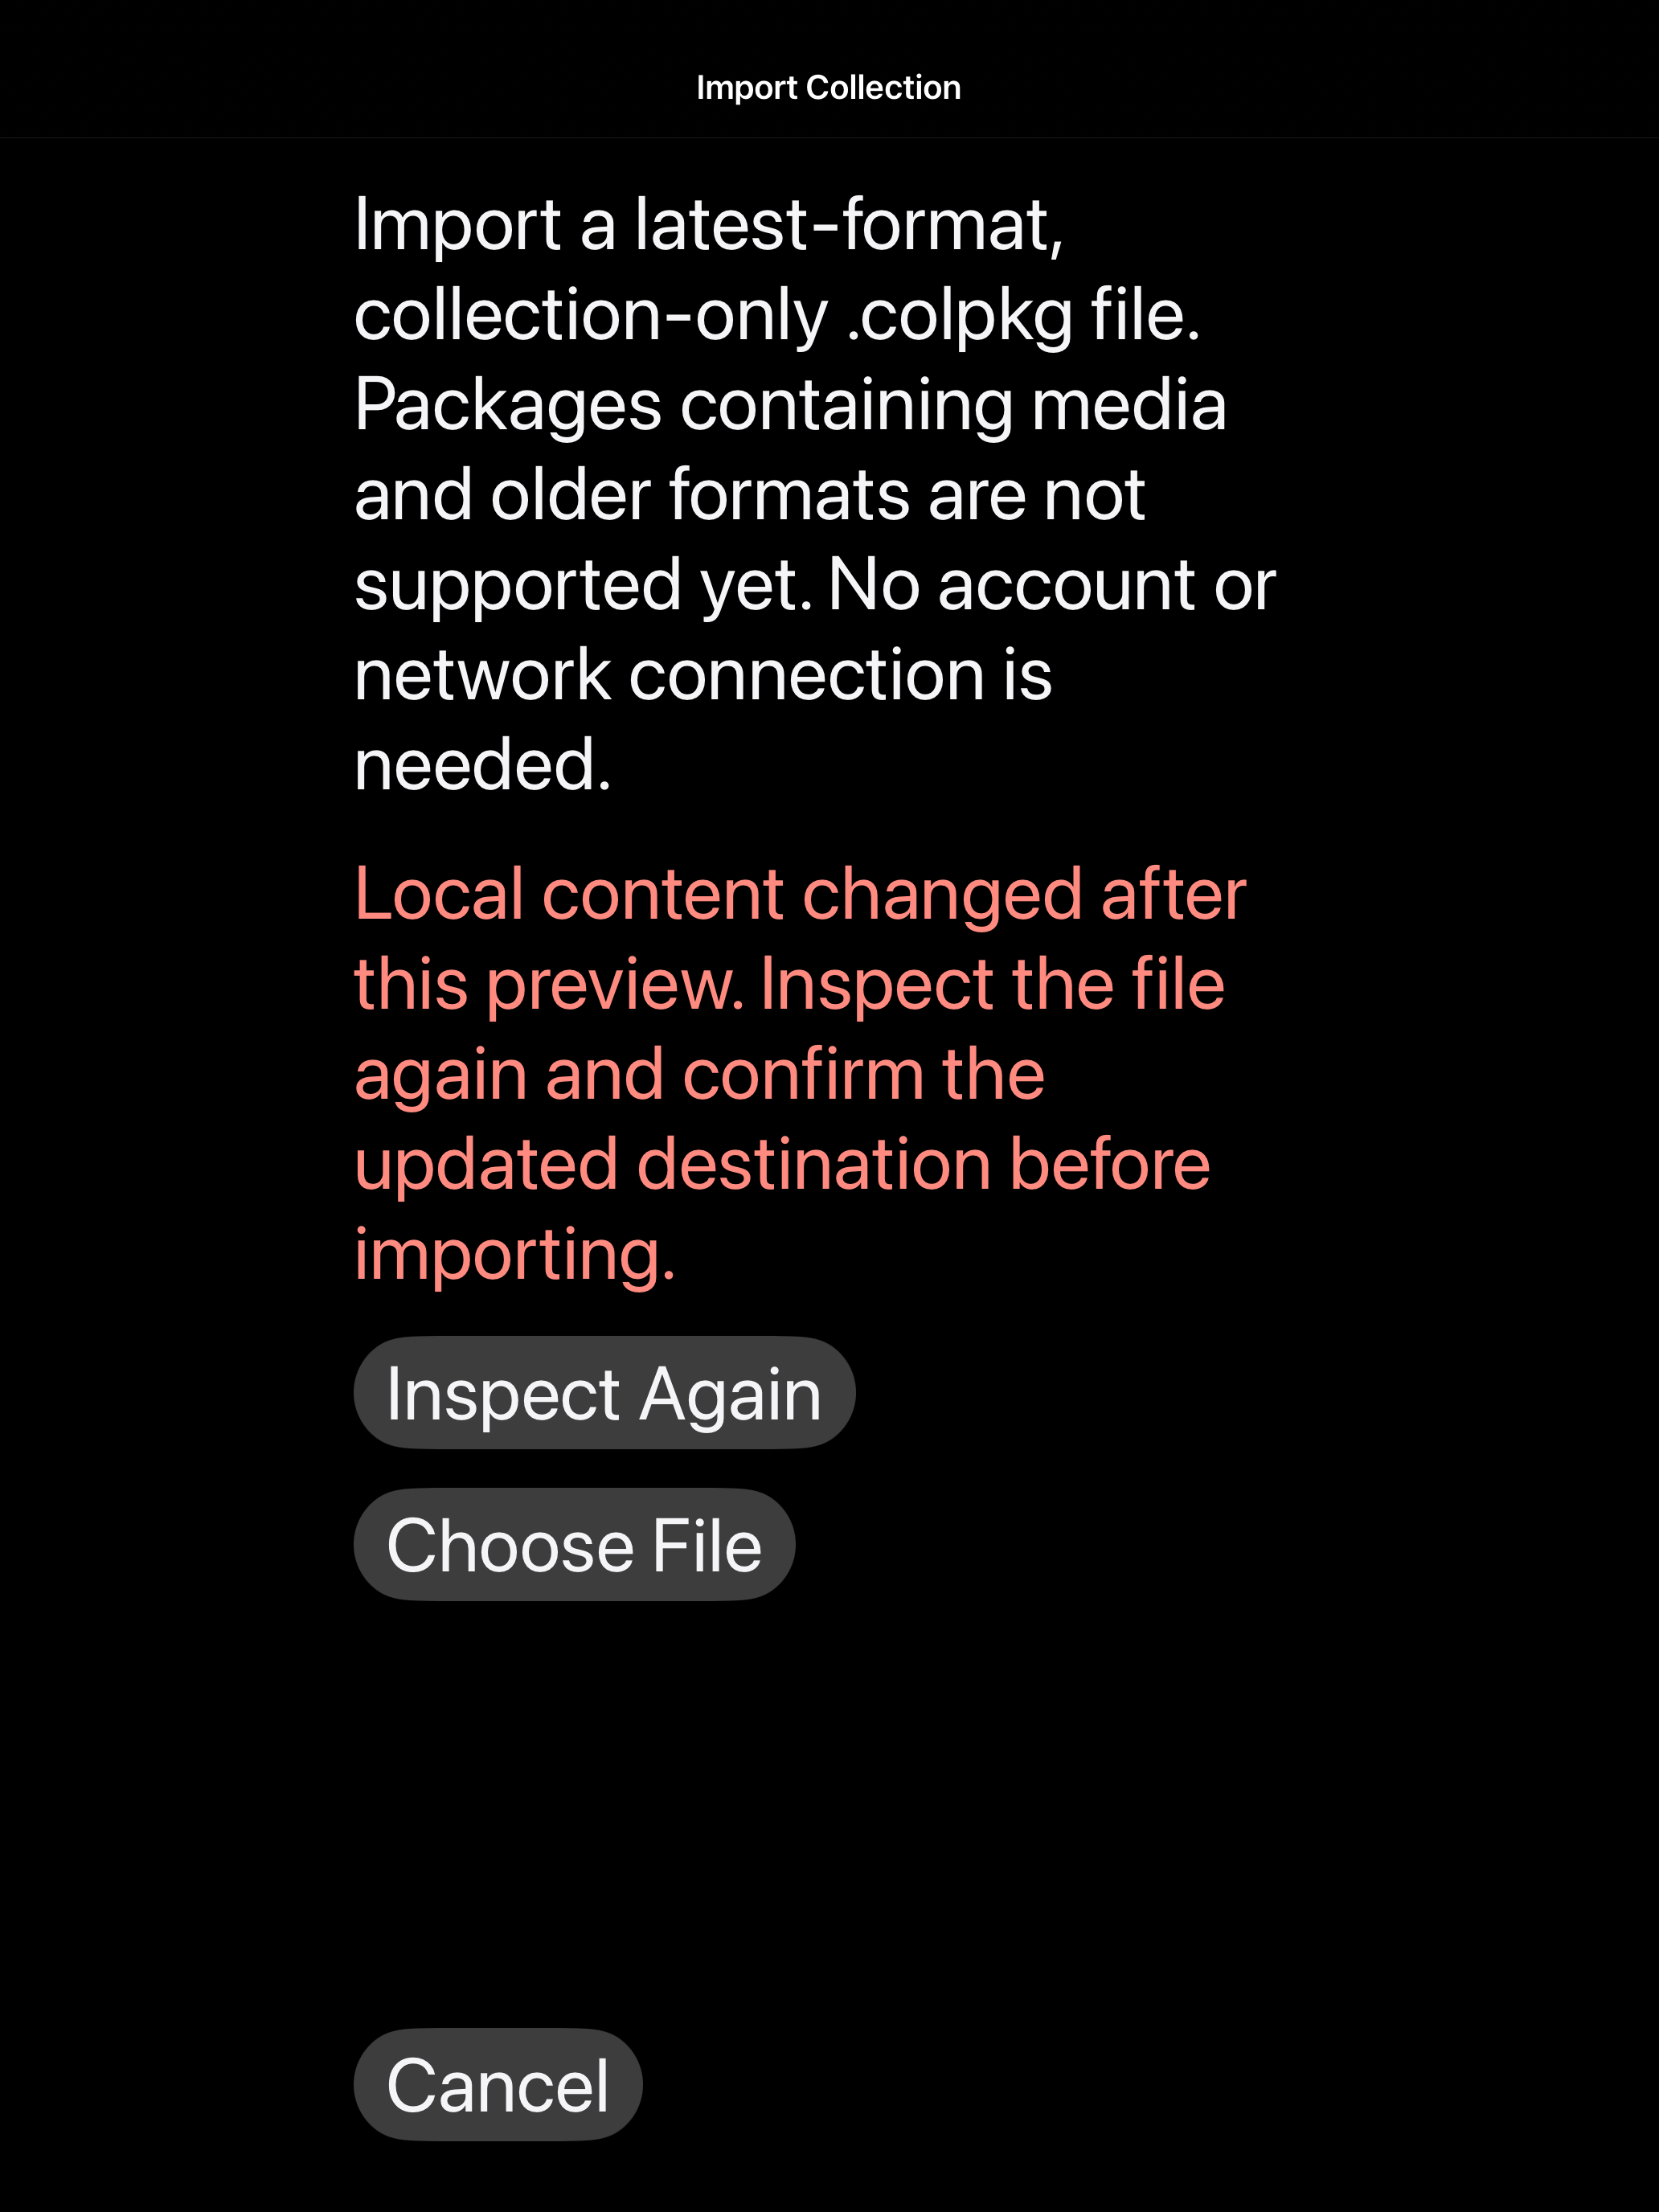 Import Collection
Import a latest-format,
collection-only .colpkg file.
Packages containing media
and older formats are not
supported yet. No account or
network connection is
needed.
Local content changed after
this preview. Inspect the file
again and confirm the
updated destination before
importing.
Inspect Again
Choose File
Cancel